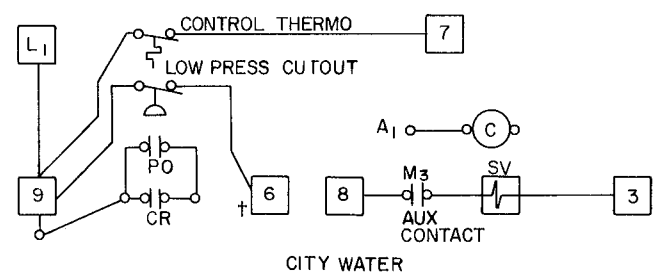 CONTROL THERMO
L1
7
LOW PRESS CUTOUT
A1
C
PO
M3
SV
9
CR
†
6
8
3
AUX
CONTACT
CITY WATER